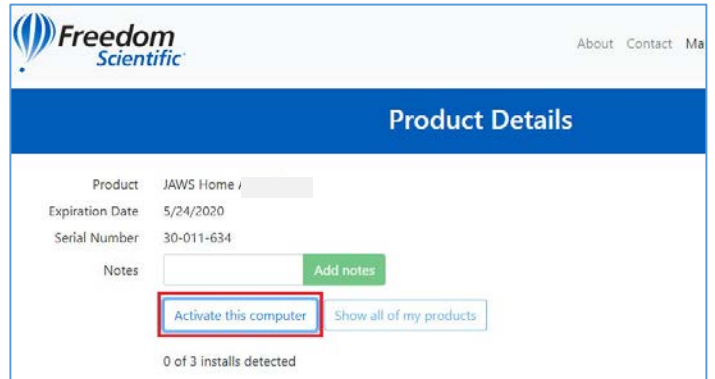 Freedom
Scientific
About Contact Ma
Product Details
Product JAWS Home
Expiration Date 5/24/2020
Serial Number 30-011-634
Notes Add notes
Activate this computer Show all of my products
0 of 3 installs detected